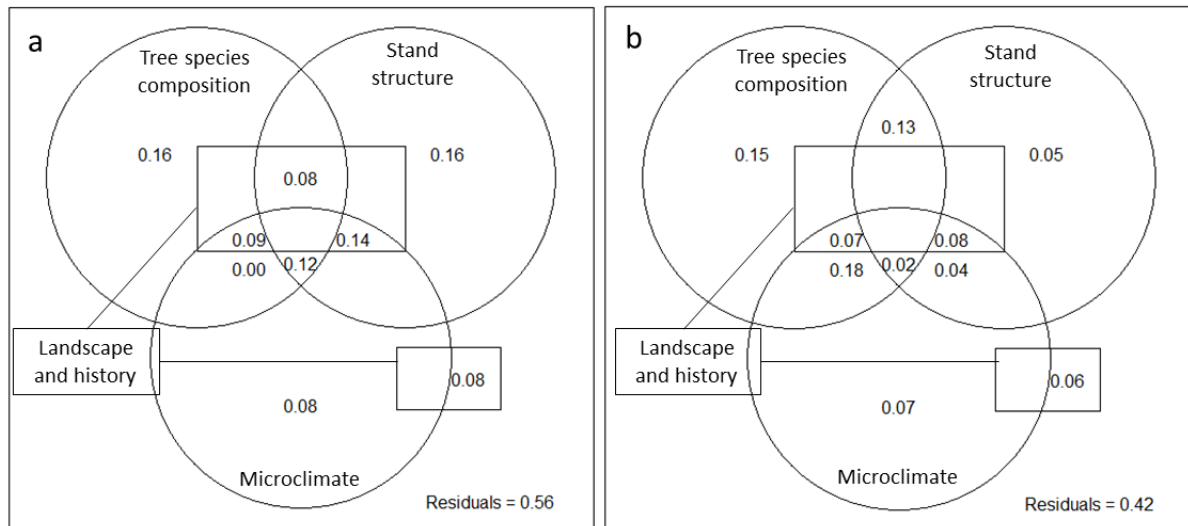 a
Tree species
composition
Stand
structure
0.16
0.16
0.08
0.09
0.14
0.00
0.12
Landscape
and history
0.08
0.08
Microclimate
Residuals = 0.56
b
Tree species
composition
Stand
structure
0.13
0.15
0.05
0.07
0.08
0.18
0.02
0.04
Landscape
and history
0.06
0.07
Microclimate
Residuals = 0.42